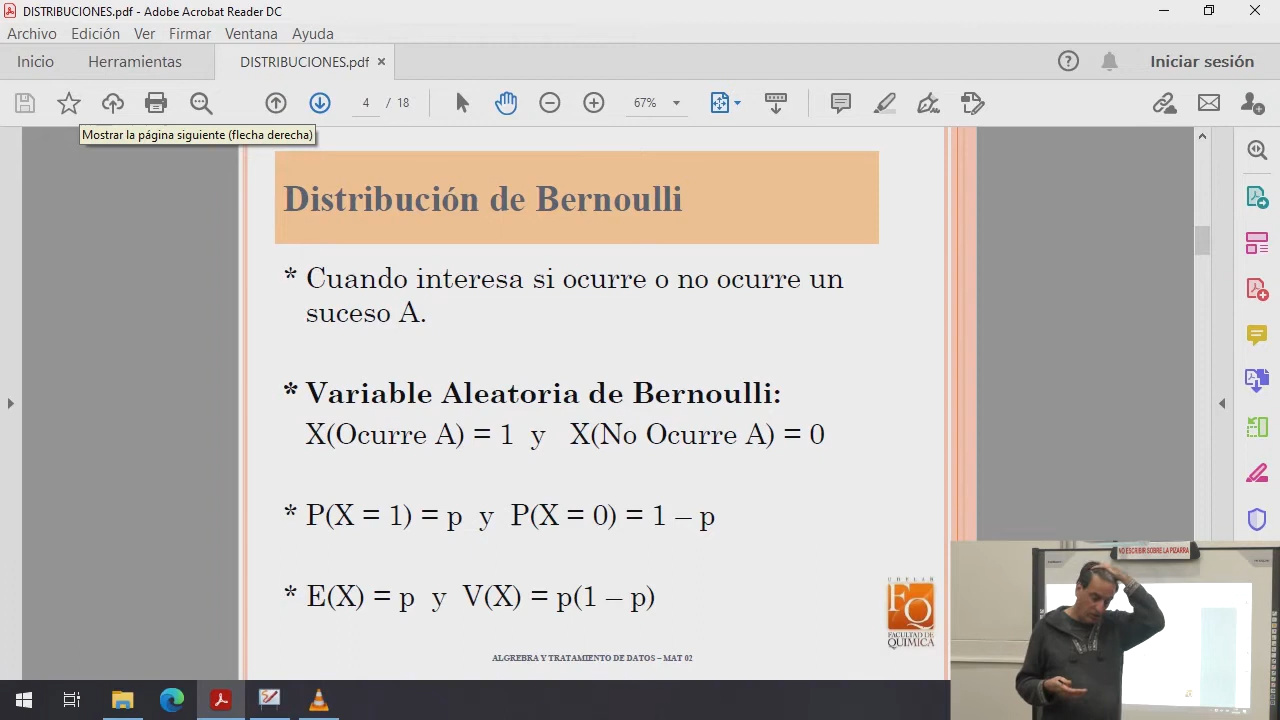 DISTRIBUCIONES.pdf - Adobe Acrobat Reader DC
Archivo Edición Ver Firmar Ventana Ayuda
Inicio Herramientas DISTRIBUCIONES.pdf × Iniciar sesión
4 / 18 67%
Mostrar la página siguiente (flecha derecha)
Distribución de Bernoulli
* Cuando interesa si ocurre o no ocurre un
suceso A.
* Variable Aleatoria de Bernoulli:
X(Ocurre A) = 1 y X(No Ocurre A) = 0
* P(X = 1) = p y P(X = 0) = 1 – p
* E(X) = p y V(X) = p(1 – p)
UDELAR
FQ
FACULTAD DE
QUIMICA
ALGREBRA Y TRATAMIENTO DE DATOS – MAT 02
NO ESCRIBIR SOBRE LA PIZARRA